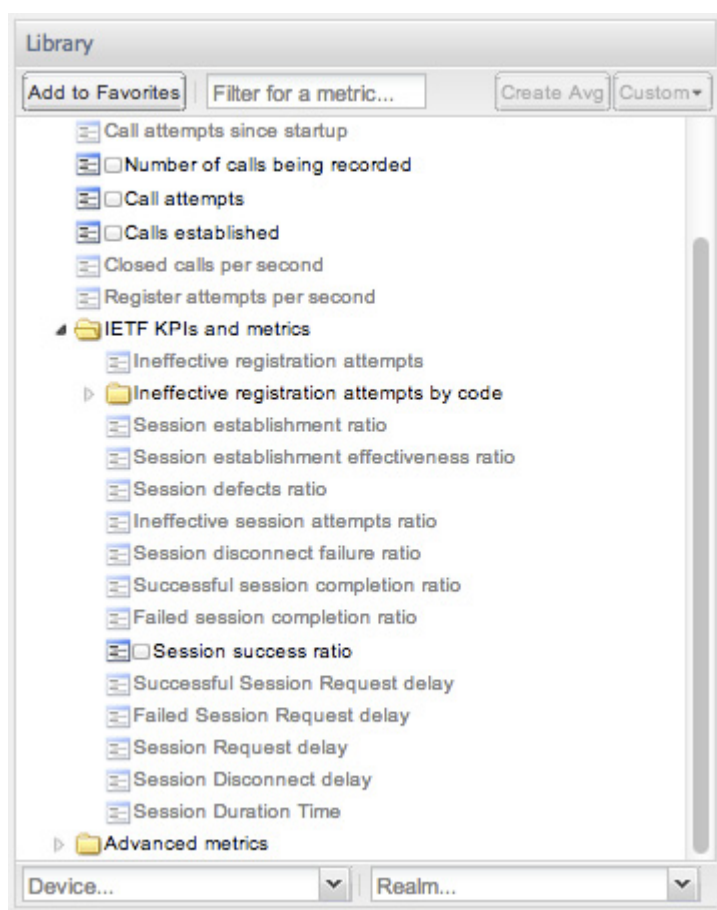 Library
Add to Favorites Filter for a metric... Create Avg Custom
Call attempts since startup
Number of calls being recorded
Call attempts
Calls established
Closed calls per second
Register attempts per second
IETF KPIs and metrics
Ineffective registration attempts
Ineffective registration attempts by code
Session establishment ratio
Session establishment effectiveness ratio
Session defects ratio
Ineffective session attempts ratio
Session disconnect failure ratio
Successful session completion ratio
Failed session completion ratio
Session success ratio
Successful Session Request delay
Failed Session Request delay
Session Request delay
Session Disconnect delay
Session Duration Time
Advanced metrics
Device... Realm...